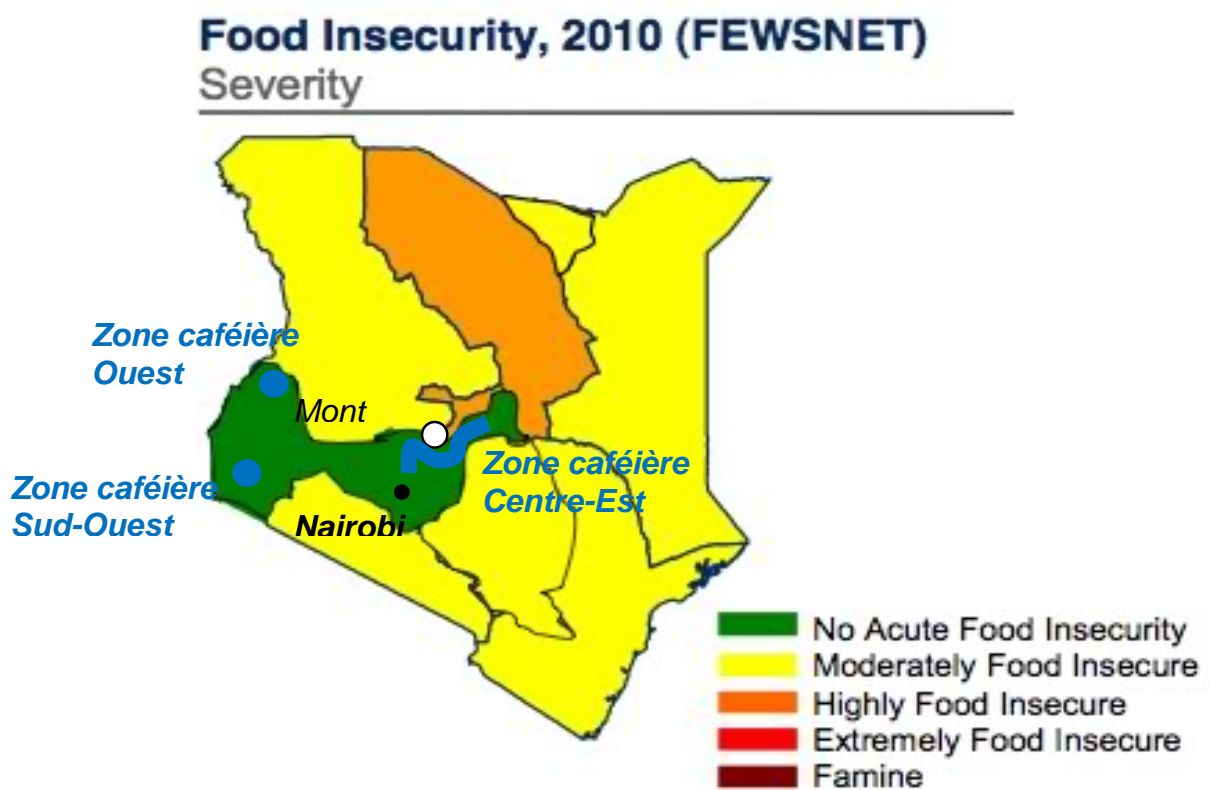 Food Insecurity, 2010 (FEWSNET)
Severity
Zone caféière
Ouest
Mont
Zone caféière
Sud-Ouest
Nairobi
Zone caféière
Centre-Est
No Acute Food Insecurity
Moderately Food Insecure
Highly Food Insecure
Extremely Food Insecure
Famine